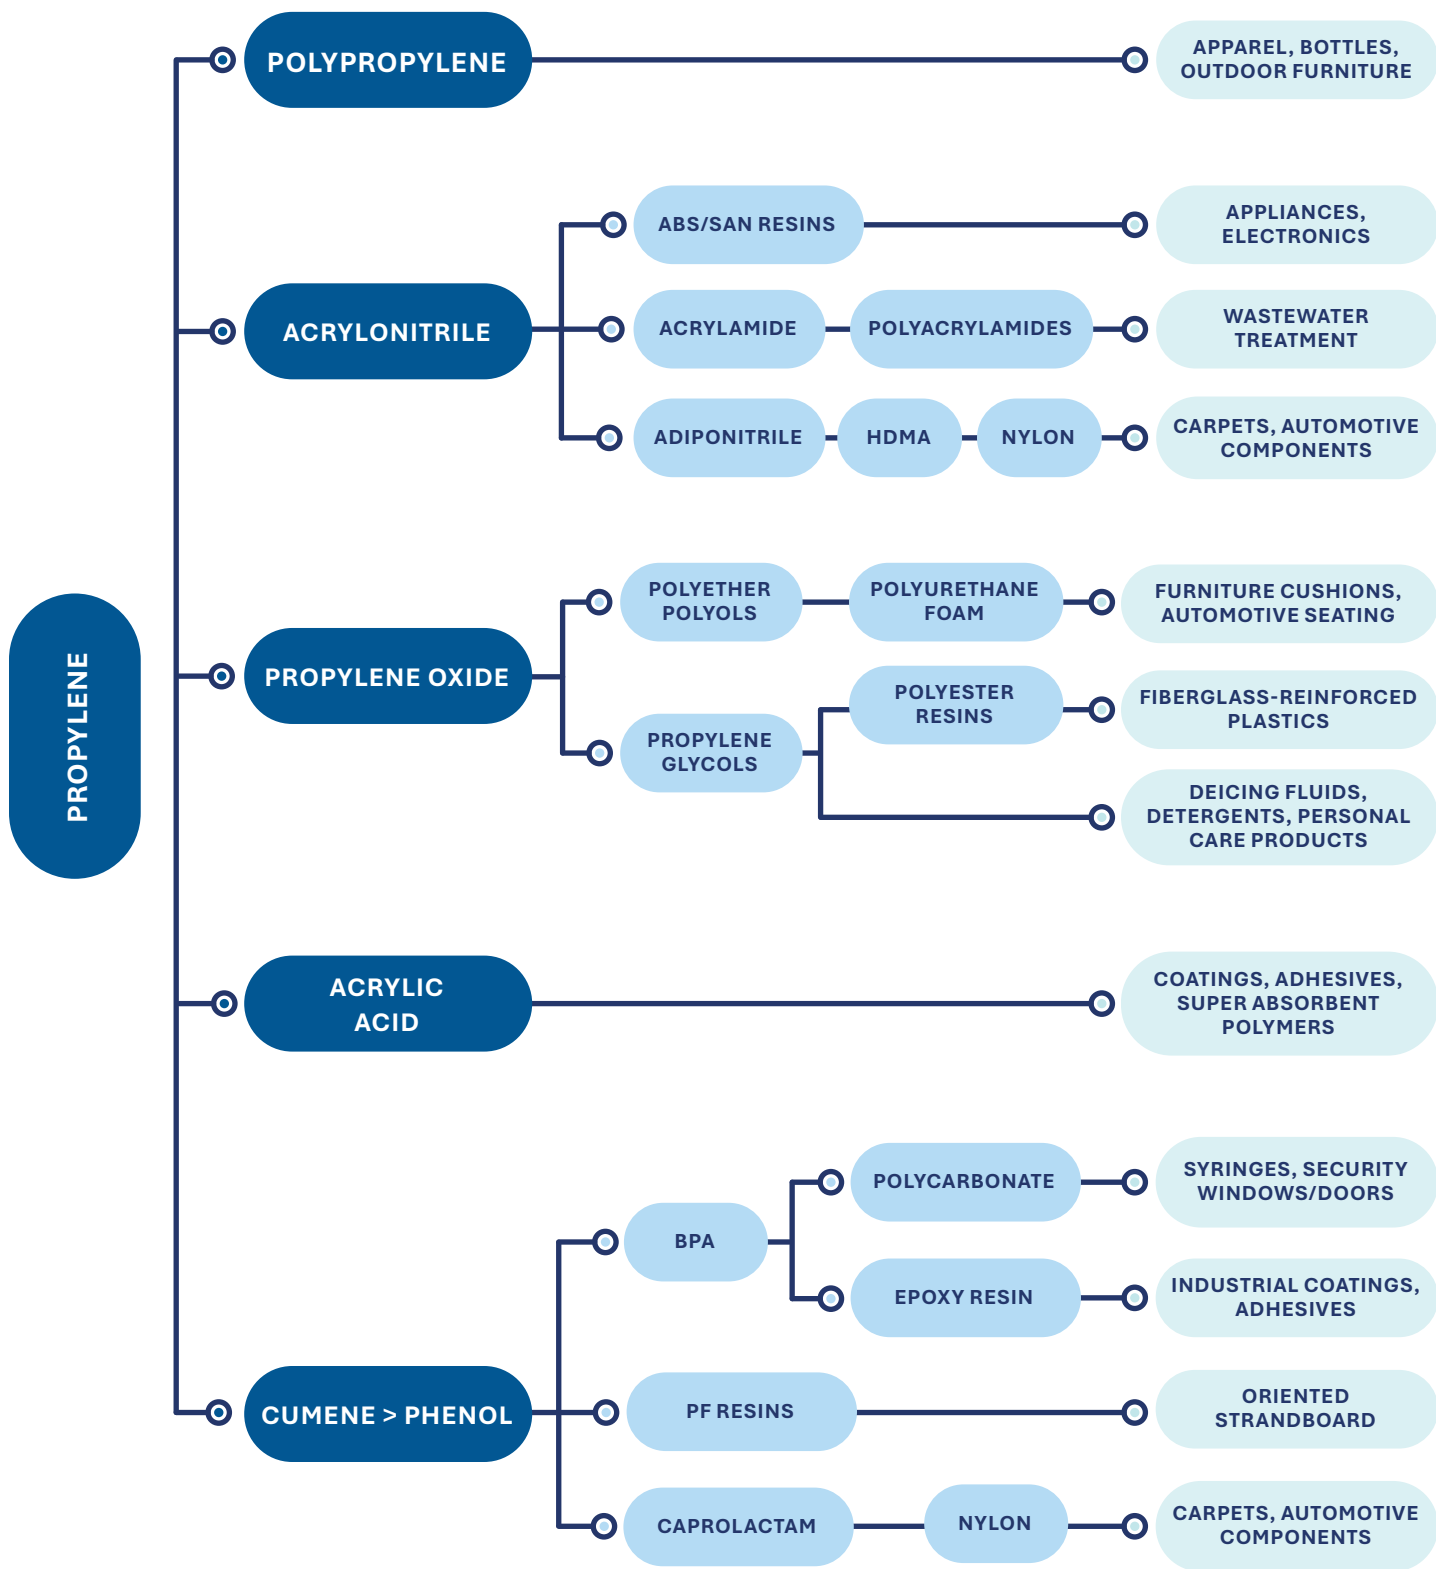 PROPYLENE
POLYPROPYLENE
APPAREL, BOTTLES,
OUTDOOR FURNITURE
ACRYLONITRILE
ABS/SAN RESINS
APPLIANCES,
ELECTRONICS
ACRYLAMIDE
POLYACRYLAMIDES
WASTEWATER
TREATMENT
ADIPONITRILE
HDMA
NYLON
CARPETS, AUTOMOTIVE
COMPONENTS
PROPYLENE OXIDE
POLYETHER
POLYOLS
POLYURETHANE
FOAM
FURNITURE CUSHIONS,
AUTOMOTIVE SEATING
PROPYLENE
GLYCOLS
POLYESTER
RESINS
FIBERGLASS-REINFORCED
PLASTICS
DEICING FLUIDS,
DETERGENTS, PERSONAL
CARE PRODUCTS
ACRYLIC
ACID
COATINGS, ADHESIVES,
SUPER ABSORBENT
POLYMERS
CUMENE > PHENOL
BPA
POLYCARBONATE
SYRINGES, SECURITY
WINDOWS/DOORS
EPOXY RESIN
INDUSTRIAL COATINGS,
ADHESIVES
PF RESINS
ORIENTED
STRANDBOARD
CAPROLACTAM
NYLON
CARPETS, AUTOMOTIVE
COMPONENTS